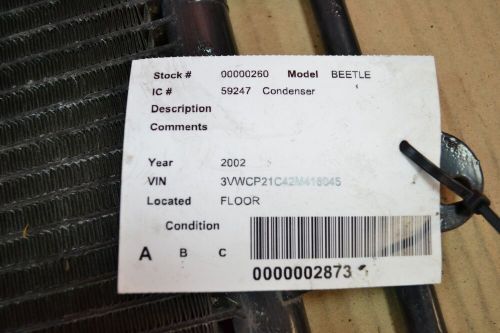 Stock # 00000260 Model BEETLE
IC # 59247 Condenser
Description
Comments
Year 2002
VIN 3VWCP21C42M418045
Located FLOOR
Condition
A B C
0000002873